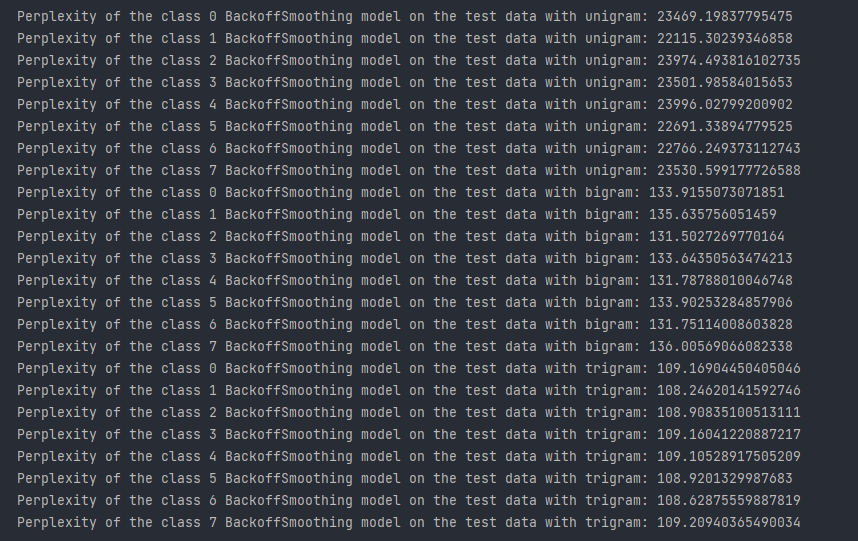 Perplexity of the class 0 BackoffSmoothing model on the test data with unigram: 23469.19837795475
Perplexity of the class 1 BackoffSmoothing model on the test data with unigram: 22115.30239346858
Perplexity of the class 2 BackoffSmoothing model on the test data with unigram: 23974.493816102735
Perplexity of the class 3 BackoffSmoothing model on the test data with unigram: 23501.98584015653
Perplexity of the class 4 BackoffSmoothing model on the test data with unigram: 23996.02799200902
Perplexity of the class 5 BackoffSmoothing model on the test data with unigram: 22691.33894779525
Perplexity of the class 6 BackoffSmoothing model on the test data with unigram: 22766.249373112743
Perplexity of the class 7 BackoffSmoothing model on the test data with unigram: 23530.599177726588
Perplexity of the class 0 BackoffSmoothing model on the test data with bigram: 133.9155073071851
Perplexity of the class 1 BackoffSmoothing model on the test data with bigram: 135.635756051459
Perplexity of the class 2 BackoffSmoothing model on the test data with bigram: 131.5027269770164
Perplexity of the class 3 BackoffSmoothing model on the test data with bigram: 133.64350563474213
Perplexity of the class 4 BackoffSmoothing model on the test data with bigram: 131.78788010046748
Perplexity of the class 5 BackoffSmoothing model on the test data with bigram: 133.90253284857906
Perplexity of the class 6 BackoffSmoothing model on the test data with bigram: 131.75114008603828
Perplexity of the class 7 BackoffSmoothing model on the test data with bigram: 136.00569066082338
Perplexity of the class 0 BackoffSmoothing model on the test data with trigram: 109.16904450405046
Perplexity of the class 1 BackoffSmoothing model on the test data with trigram: 108.24620141592746
Perplexity of the class 2 BackoffSmoothing model on the test data with trigram: 108.90835100513111
Perplexity of the class 3 BackoffSmoothing model on the test data with trigram: 109.16041220887217
Perplexity of the class 4 BackoffSmoothing model on the test data with trigram: 109.10528917505209
Perplexity of the class 5 BackoffSmoothing model on the test data with trigram: 108.9201329987683
Perplexity of the class 6 BackoffSmoothing model on the test data with trigram: 108.62875559887819
Perplexity of the class 7 BackoffSmoothing model on the test data with trigram: 109.20940365490034